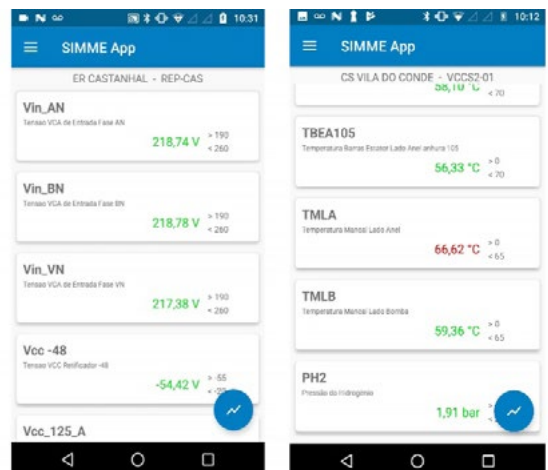 10:31
SIMME App
ER CASTANHAL - REP-CAS
Vin_AN
Tensao VCA de Entrada Fase AN
218,74 V
> 190
< 260
Vin_BN
Tensao VCA de Entrada Fase BN
218,78 V
> 190
< 260
Vin_VN
Tensao VCA de Entrada Fase VN
217,38 V
> 190
< 260
Vcc -48
Tensao VCC Retificador -48
-54,42 V
> -55
Vcc_125_A
10:12
SIMME App
CS VILA DO CONDE - VCCS2-01
58,10 °C
< 70
TBEA105
Temperatura Barras Estator Lado Anel ranhura 105
56,33 °C
> 0
< 70
TMLA
Temperatura Mancal Lado Anel
66,62 °C
> 0
< 65
TMLB
Temperatura Mancal Lado Bomba
59,36 °C
> 0
< 65
PH2
Pressão do Hidrogênio
1,91 bar